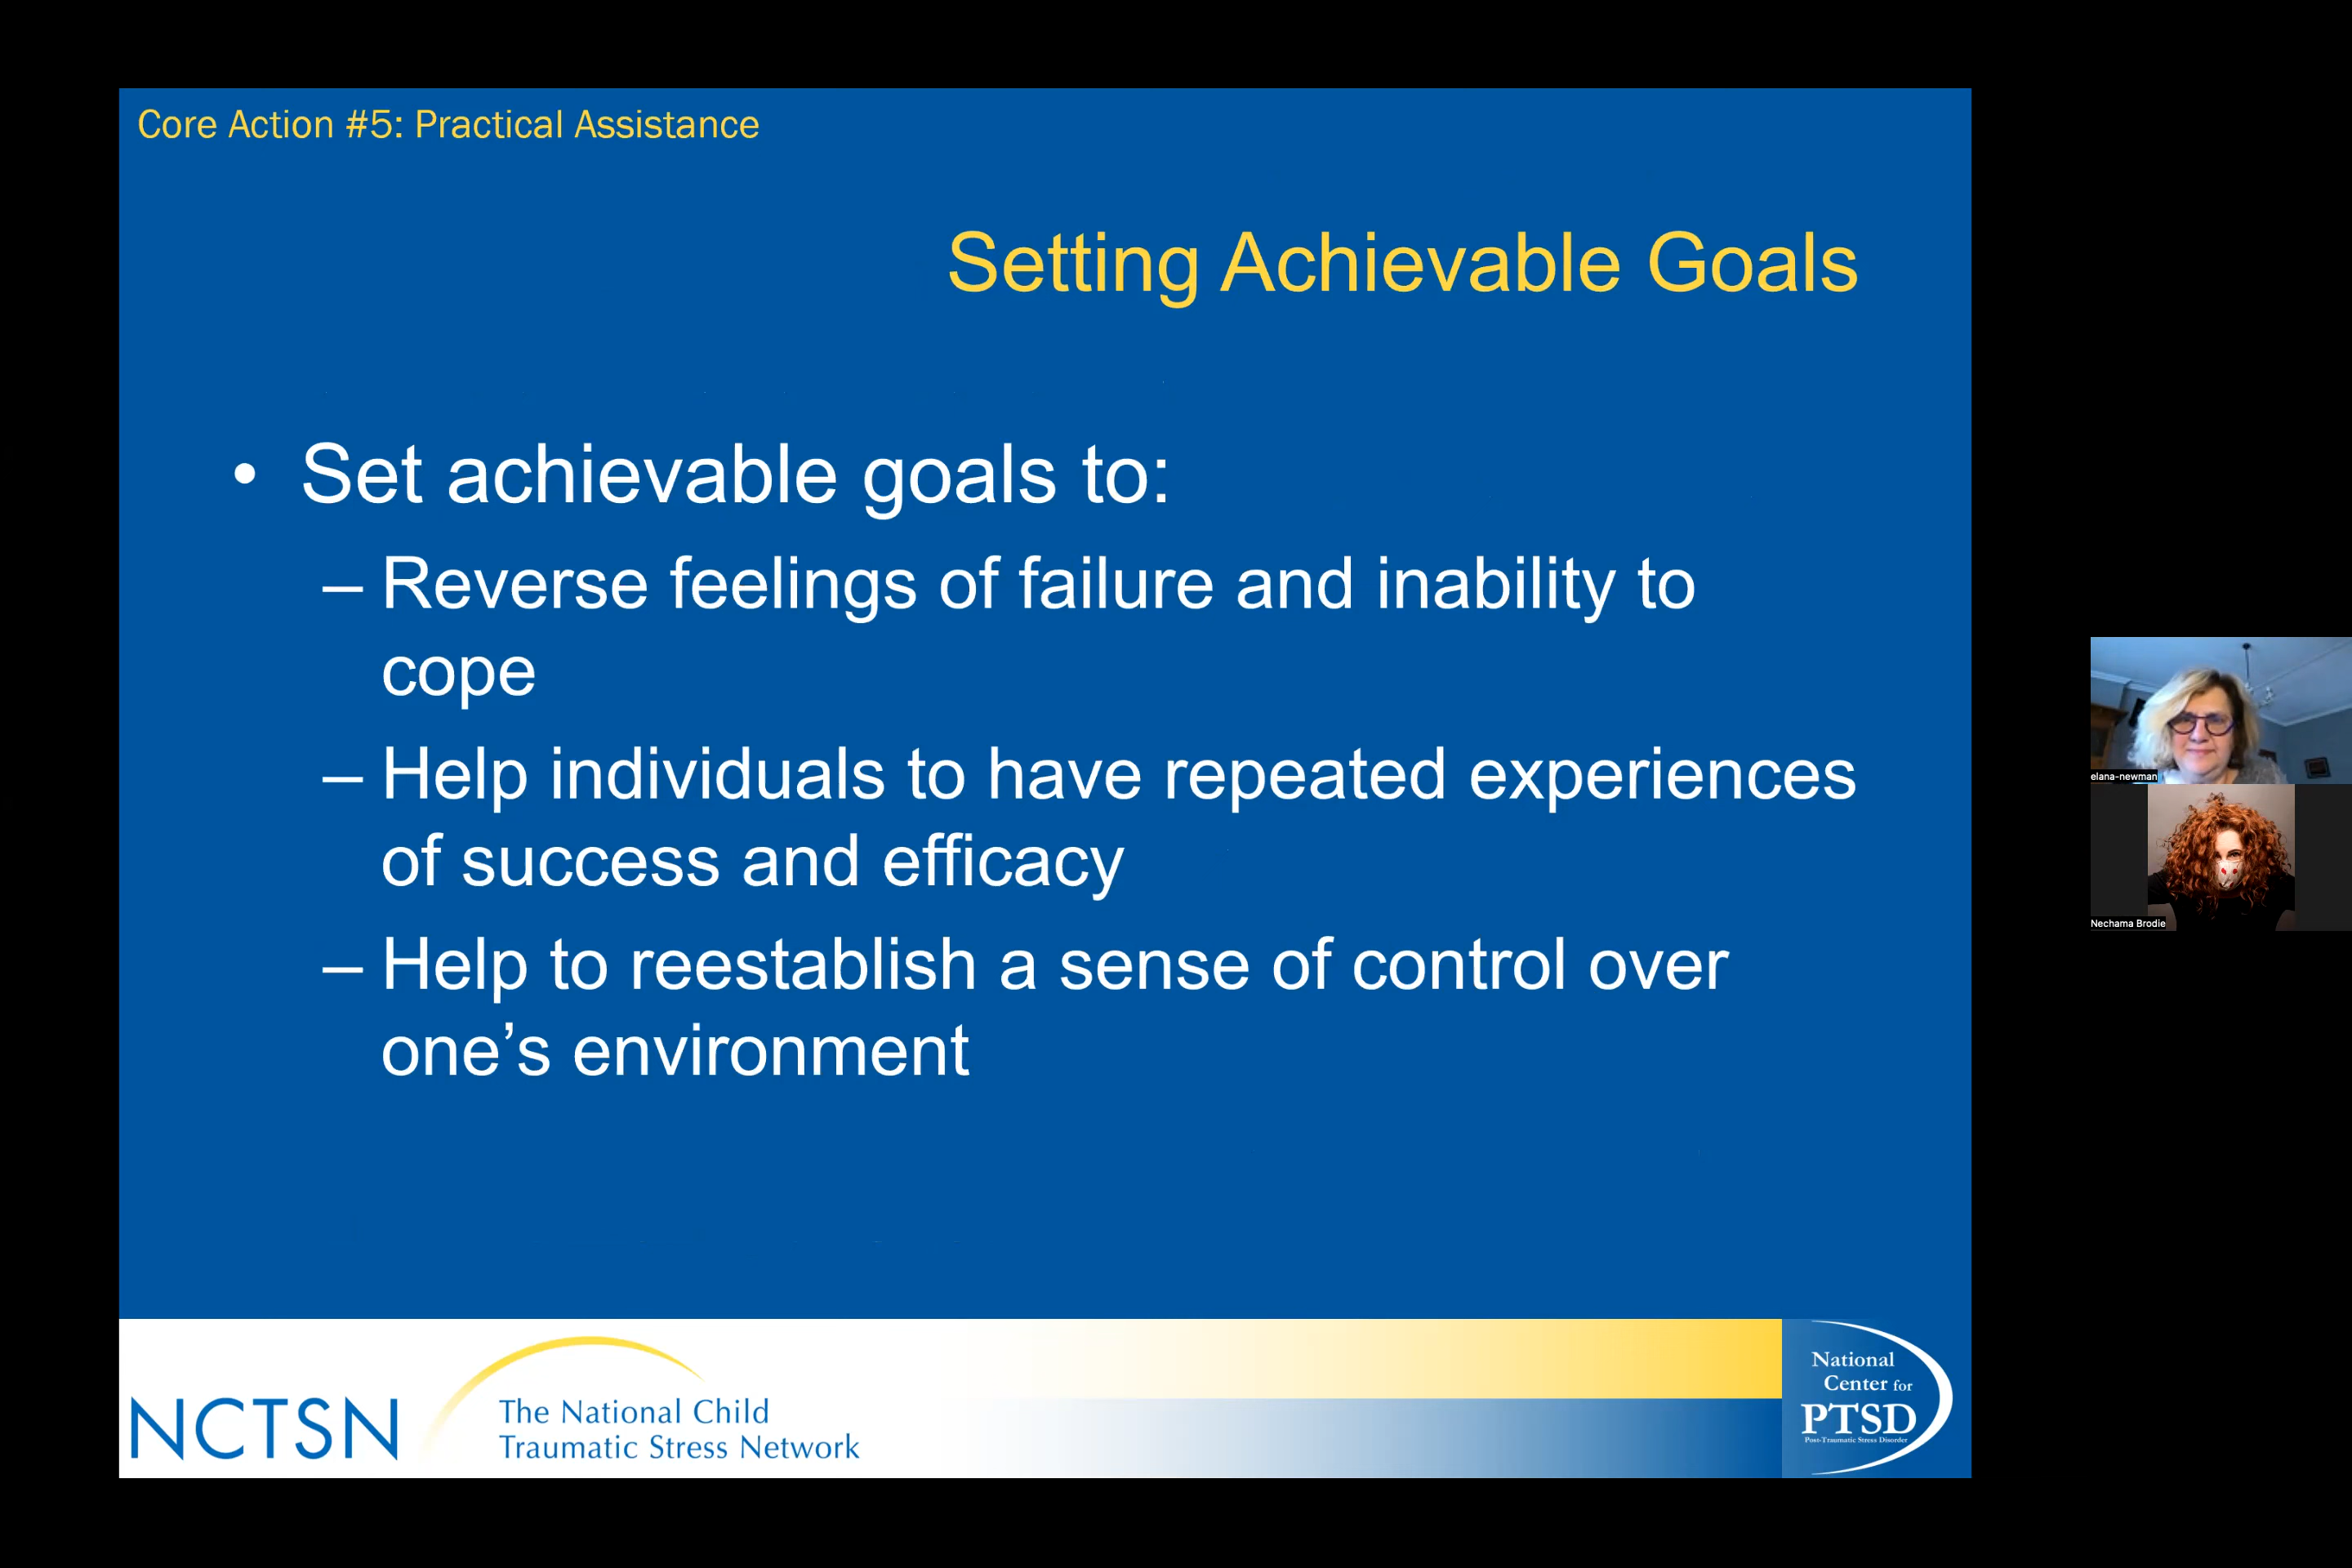 Core Action #5: Practical Assistance
Setting Achievable Goals
• Set achievable goals to:
– Reverse feelings of failure and inability to
cope
– Help individuals to have repeated experiences
of success and efficacy
– Help to reestablish a sense of control over
one’s environment
elana-newman
Nechama Brodie
NCTSN
The National Child
Traumatic Stress Network
National
Center for
PTSD
Post-Traumatic Stress Disorder